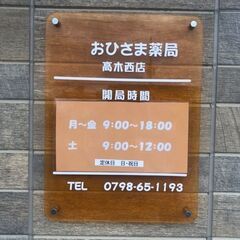 おひさま薬局
高木西店
開局時間
月～金 9:00～18:00
土 9:00～12:00
定休日 日・祝日
TEL 0798-65-1193